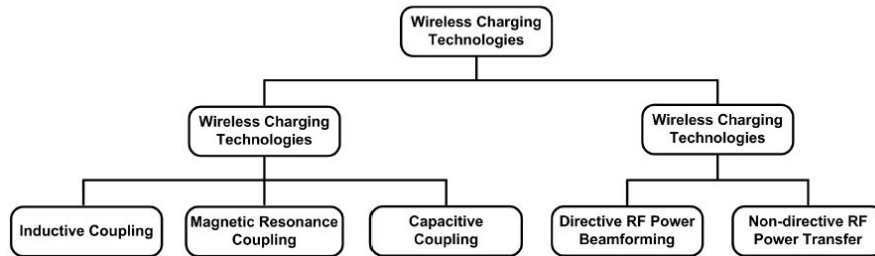 Wireless Charging
Technologies
Wireless Charging
Technologies
Wireless Charging
Technologies
Inductive Coupling
Magnetic Resonance
Coupling
Capacitive
Coupling
Directive RF Power
Beamforming
Non-directive RF
Power Transfer